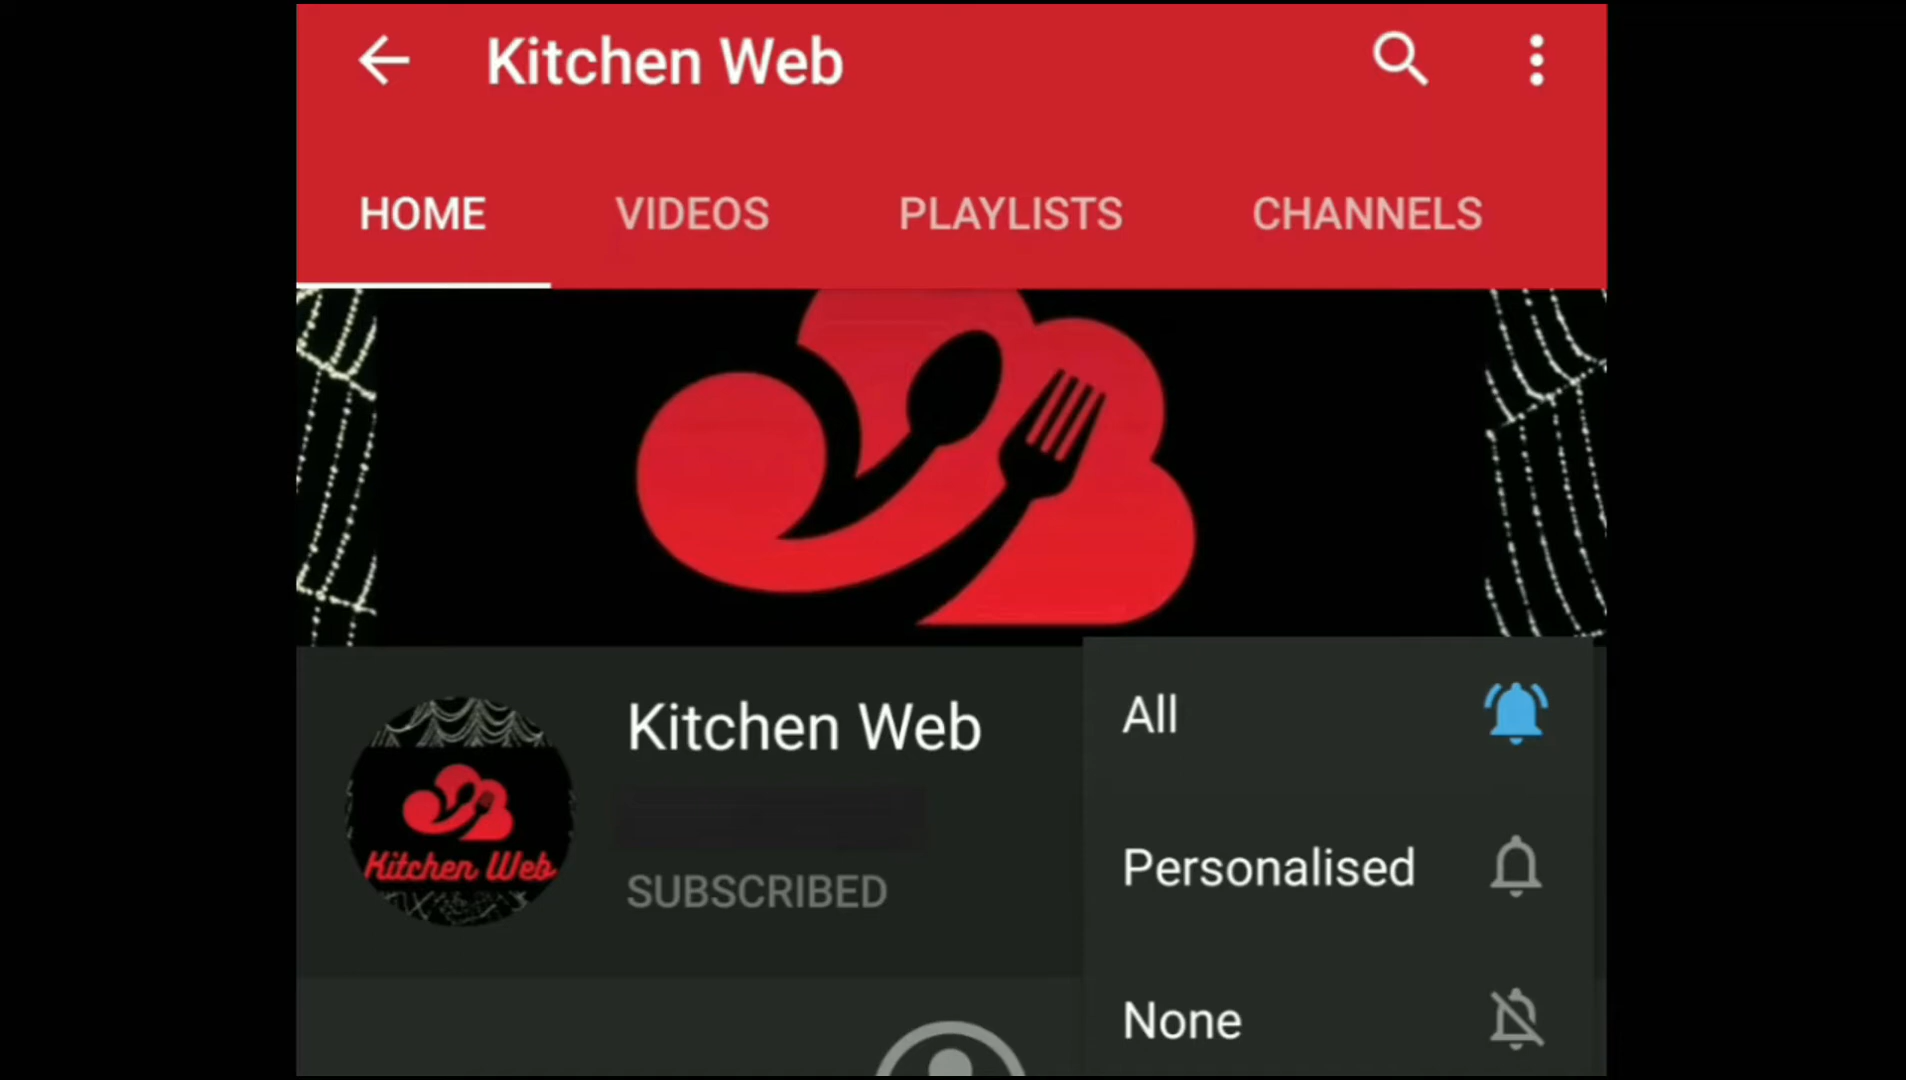 Kitchen Web
HOME VIDEOS PLAYLISTS CHANNELS
Kitchen Web
Kitchen Web
SUBSCRIBED
All
Personalised
None